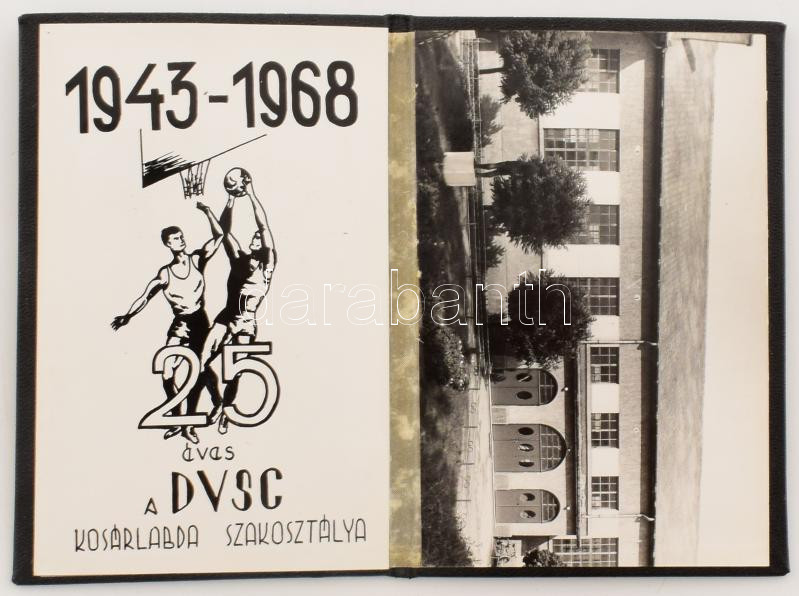 1943-1968
25
éves
A DVSC
KOSÁRLABDA SZAKOSZTÁLYA
darabanth